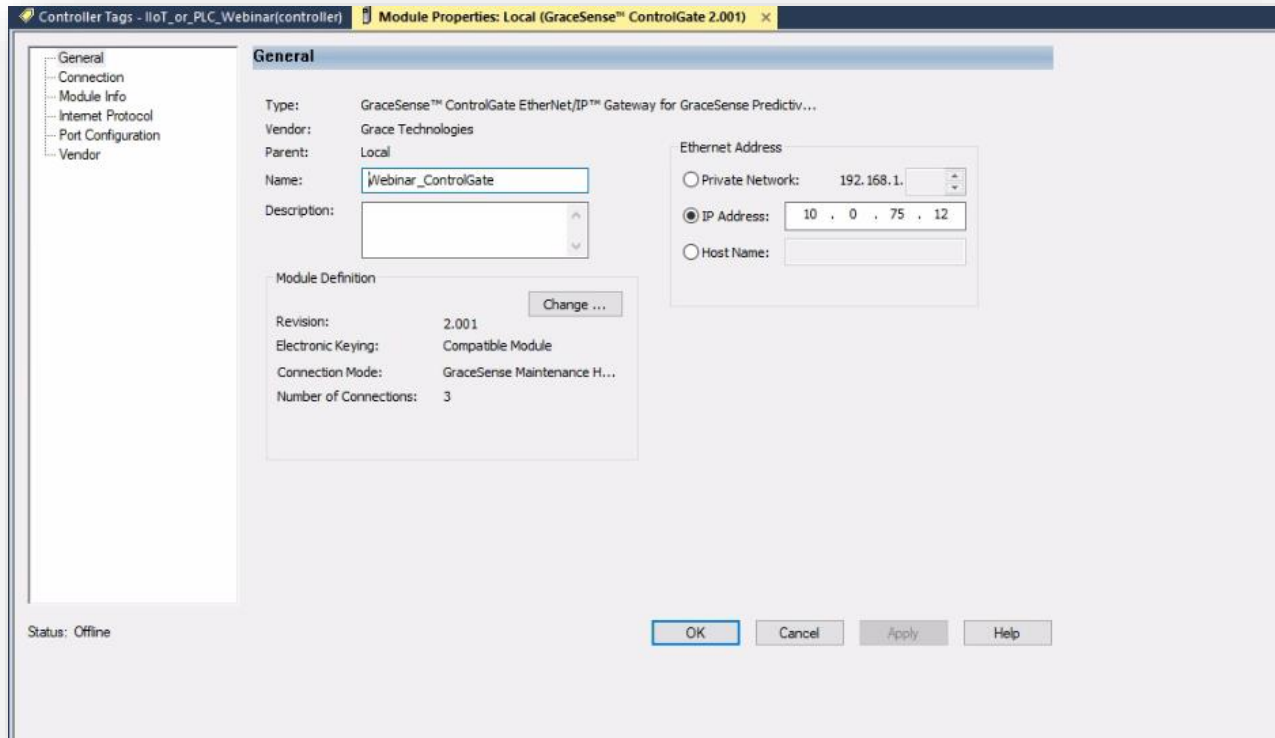 Controller Tags - IIoT_or_PLC_Webinar(controller)
Module Properties: Local (GraceSense™ ControlGate 2.001) ×
General
Connection
Module Info
Internet Protocol
Port Configuration
Vendor
General
Type: GraceSense™ ControlGate EtherNet/IP™ Gateway for GraceSense Predictiv...
Vendor: Grace Technologies
Parent: Local
Name: Webinar_ControlGate
Description:
Ethernet Address
Private Network: 192.168.1.
IP Address: 10 . 0 . 75 . 12
Host Name:
Module Definition
Change ...
Revision: 2.001
Electronic Keying: Compatible Module
Connection Mode: GraceSense Maintenance H...
Number of Connections: 3
Status: Offline
OK Cancel Apply Help